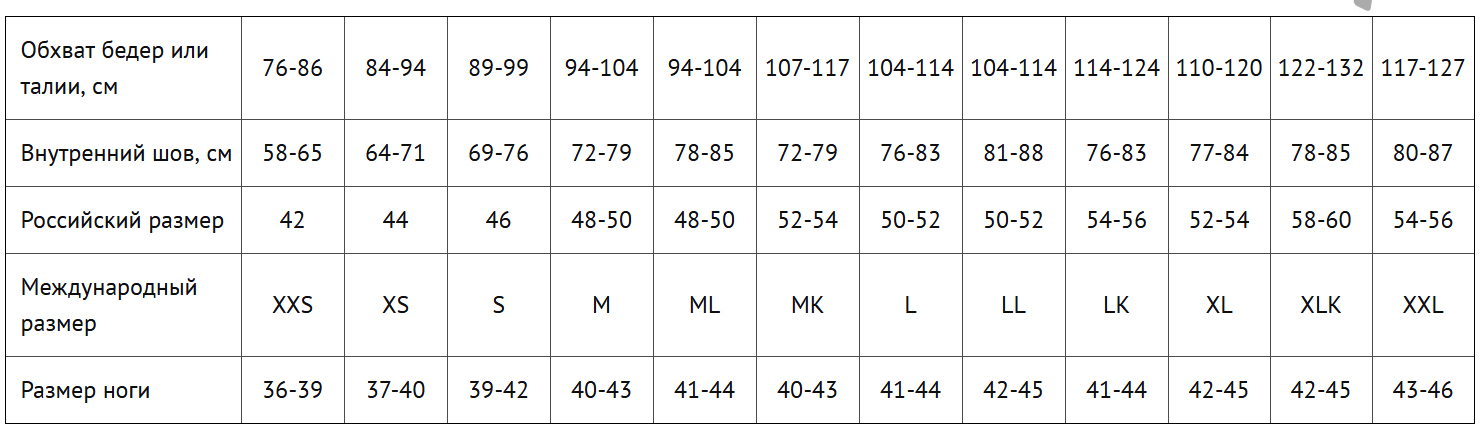 Обхват бедер или
талии, см
76-86 84-94 89-99 94-104 94-104 107-117 104-114 104-114 114-124 110-120 122-132 117-127
Внутренний шов, см 58-65 64-71 69-76 72-79 78-85 72-79 76-83 81-88 76-83 77-84 78-85 80-87
Российский размер 42 44 46 48-50 48-50 52-54 50-52 50-52 54-56 52-54 58-60 54-56
Международный
размер
XXS XS S M ML MK L LL LK XL XLK XXL
Размер ноги 36-39 37-40 39-42 40-43 41-44 40-43 41-44 42-45 41-44 42-45 42-45 43-46